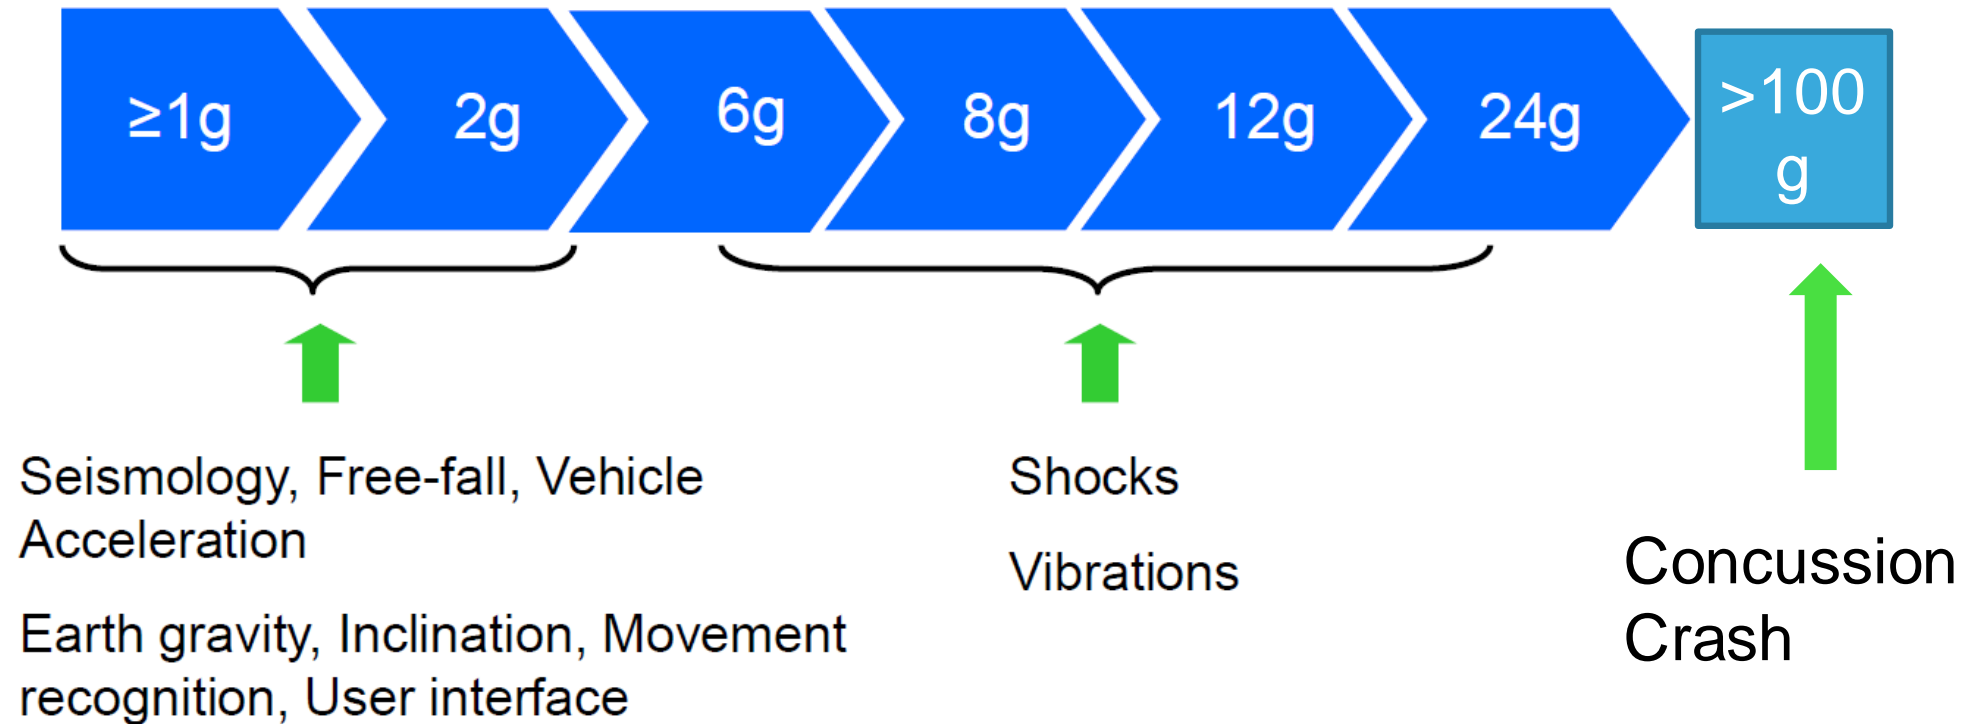 ≥1g
2g
6g
8g
12g
24g
>100
g
Seismology, Free-fall, Vehicle
Acceleration
Earth gravity, Inclination, Movement
recognition, User interface
Shocks
Vibrations
Concussion
Crash